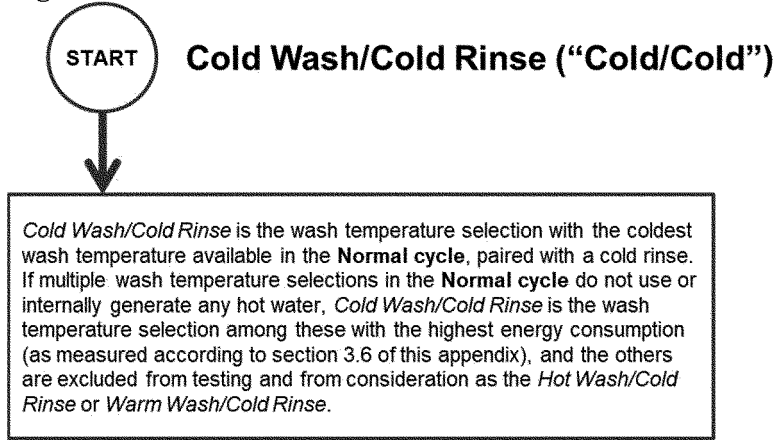 START
Cold Wash/Cold Rinse (“Cold/Cold”)
Cold Wash/Cold Rinse is the wash temperature selection with the coldest
wash temperature available in the Normal cycle, paired with a cold rinse.
If multiple wash temperature selections in the Normal cycle do not use or
internally generate any hot water, Cold Wash/Cold Rinse is the wash
temperature selection among these with the highest energy consumption
(as measured according to section 3.6 of this appendix), and the others
are excluded from testing and from consideration as the Hot Wash/Cold
Rinse or Warm Wash/Cold Rinse.